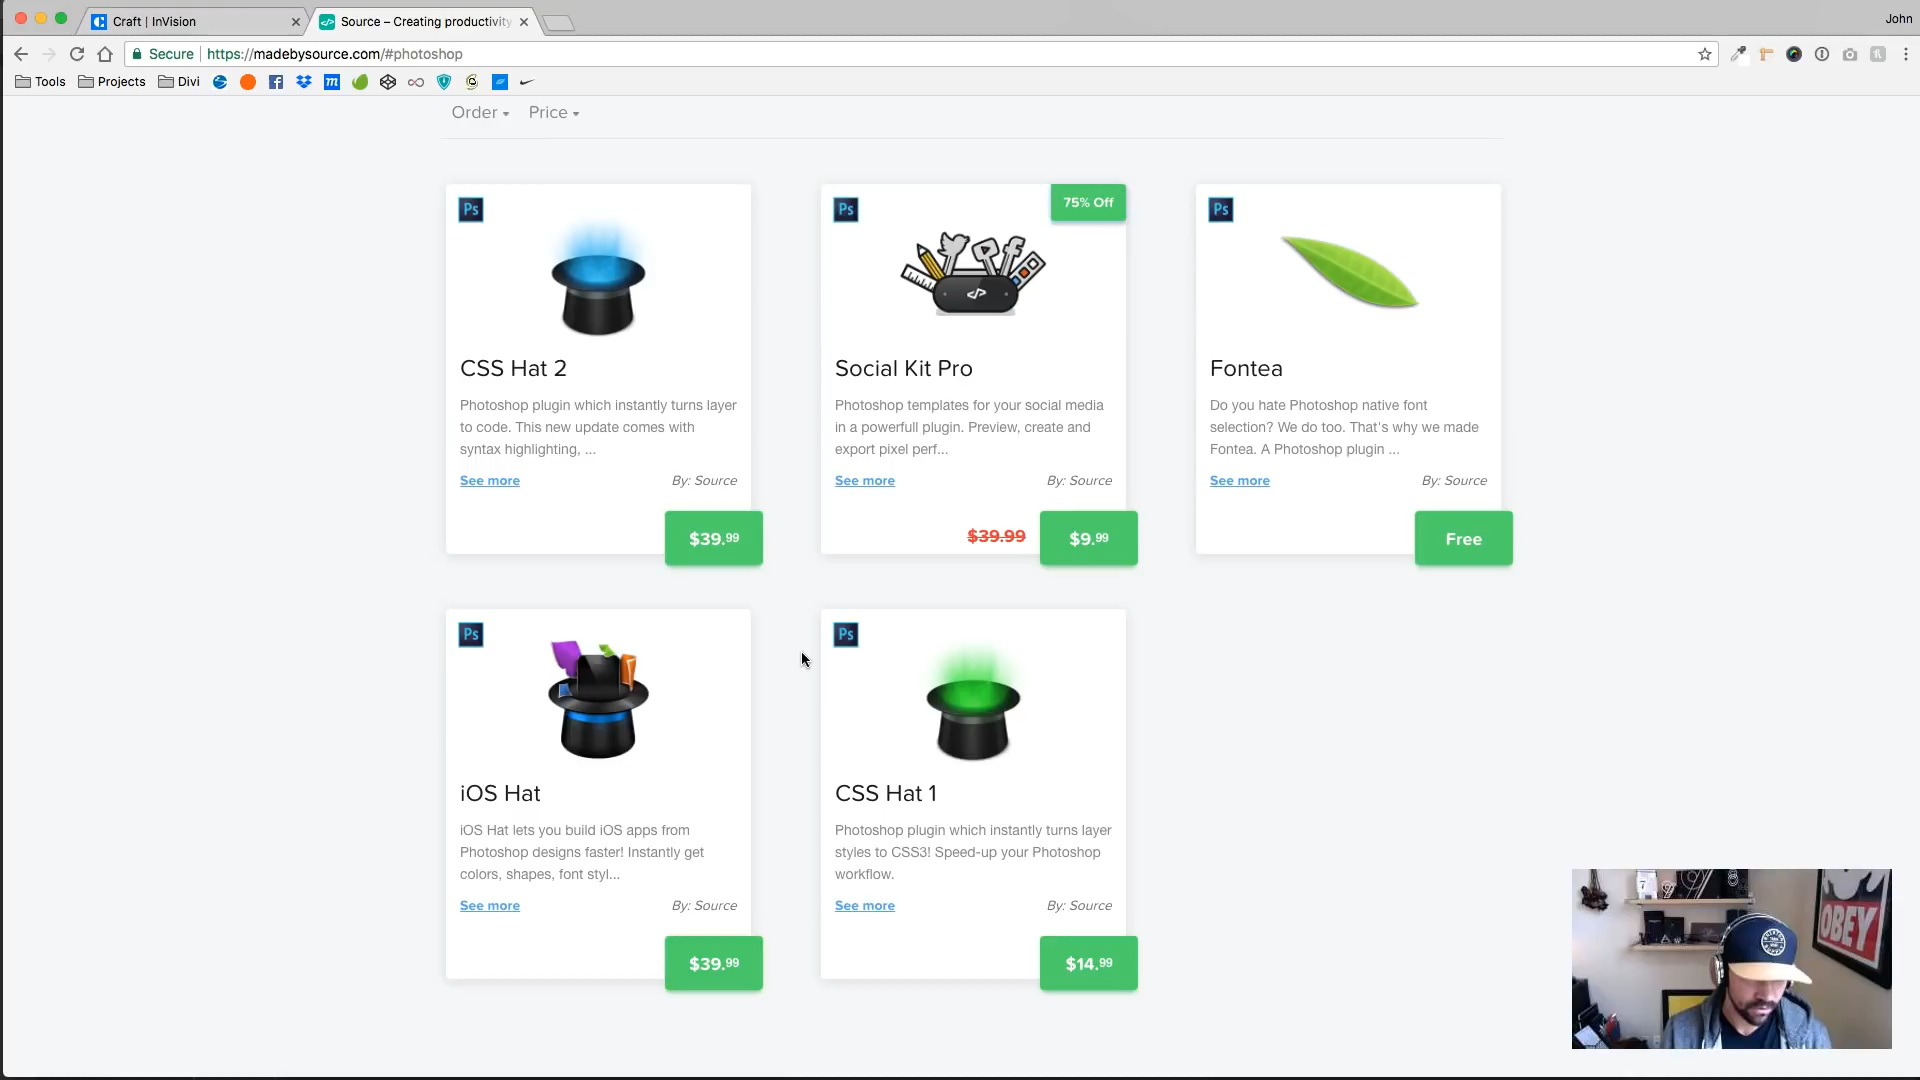 Craft | InVision
Source – Creating productivity
John
Secure
https://madebysource.com/#photoshop
Tools
Projects
Divi
Order
Price
Ps
CSS Hat 2
Photoshop plugin which instantly turns layer
to code. This new update comes with
syntax highlighting, ...
See more
By: Source
$39.99
Ps
75% Off
Social Kit Pro
Photoshop templates for your social media
in a powerfull plugin. Preview, create and
export pixel perf...
See more
By: Source
$39.99
$9.99
Ps
Fontea
Do you hate Photoshop native font
selection? We do too. That's why we made
Fontea. A Photoshop plugin ...
See more
By: Source
Free
Ps
iOS Hat
iOS Hat lets you build iOS apps from
Photoshop designs faster! Instantly get
colors, shapes, font styl...
See more
By: Source
$39.99
Ps
CSS Hat 1
Photoshop plugin which instantly turns layer
styles to CSS3! Speed-up your Photoshop
workflow.
See more
By: Source
$14.99
OBEY